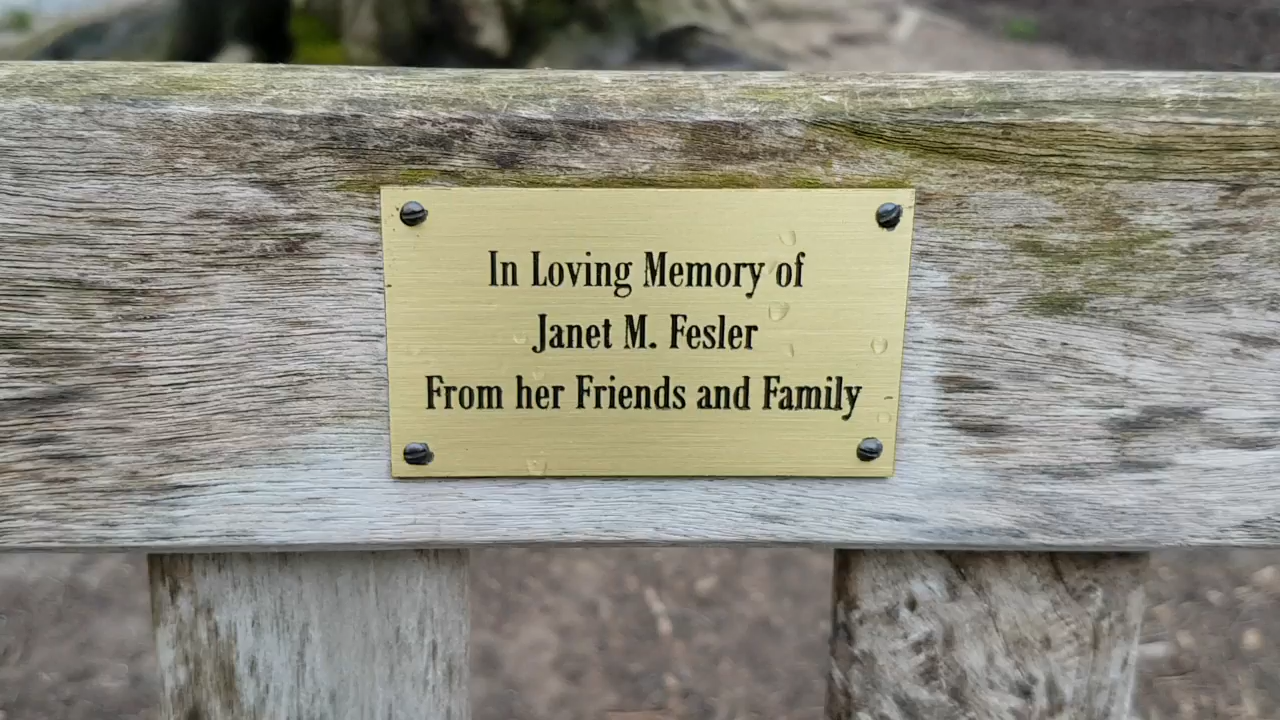 In Loving Memory of
Janet M. Fesler
From her Friends and Family